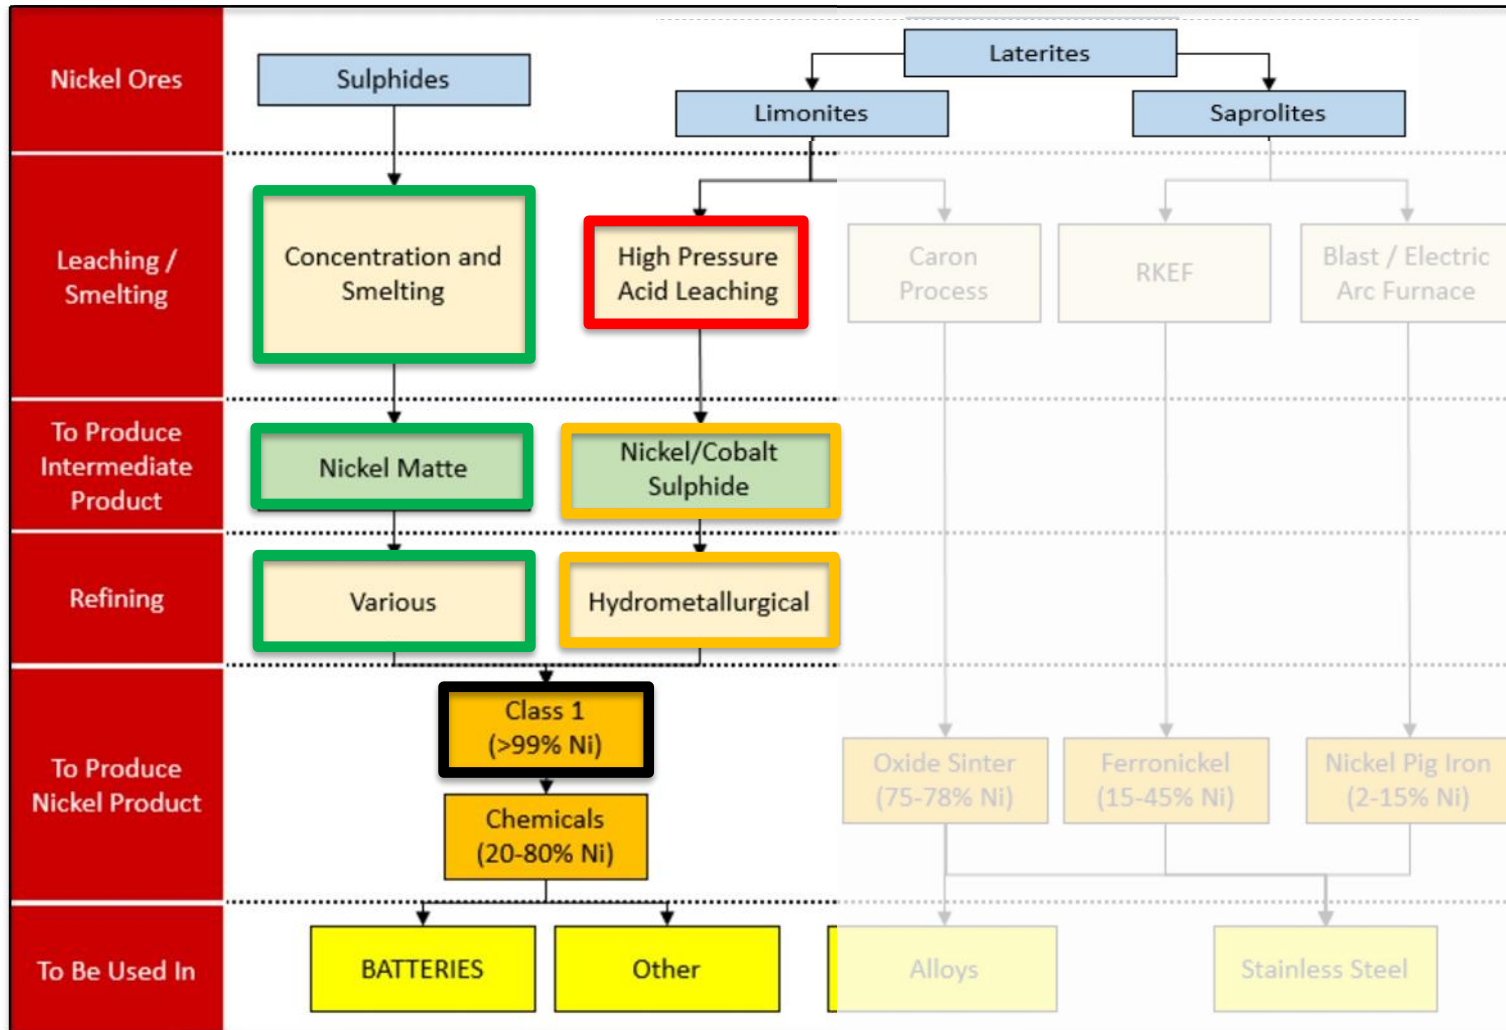 Nickel Ores
Sulphides
Laterites
Limonites
Saprolites
Leaching /
Smelting
Concentration and
Smelting
High Pressure
Acid Leaching
Caron
Process
RKEF
Blast / Electric
Arc Furnace
To Produce
Intermediate
Product
Nickel Matte
Nickel/Cobalt
Sulphide
Refining
Various
Hydrometallurgical
To Produce
Nickel Product
Class 1
(>99% Ni)
Chemicals
(20-80% Ni)
Oxide Sinter
(75-78% Ni)
Ferronickel
(15-45% Ni)
Nickel Pig Iron
(2-15% Ni)
To Be Used In
BATTERIES
Other
Alloys
Stainless Steel